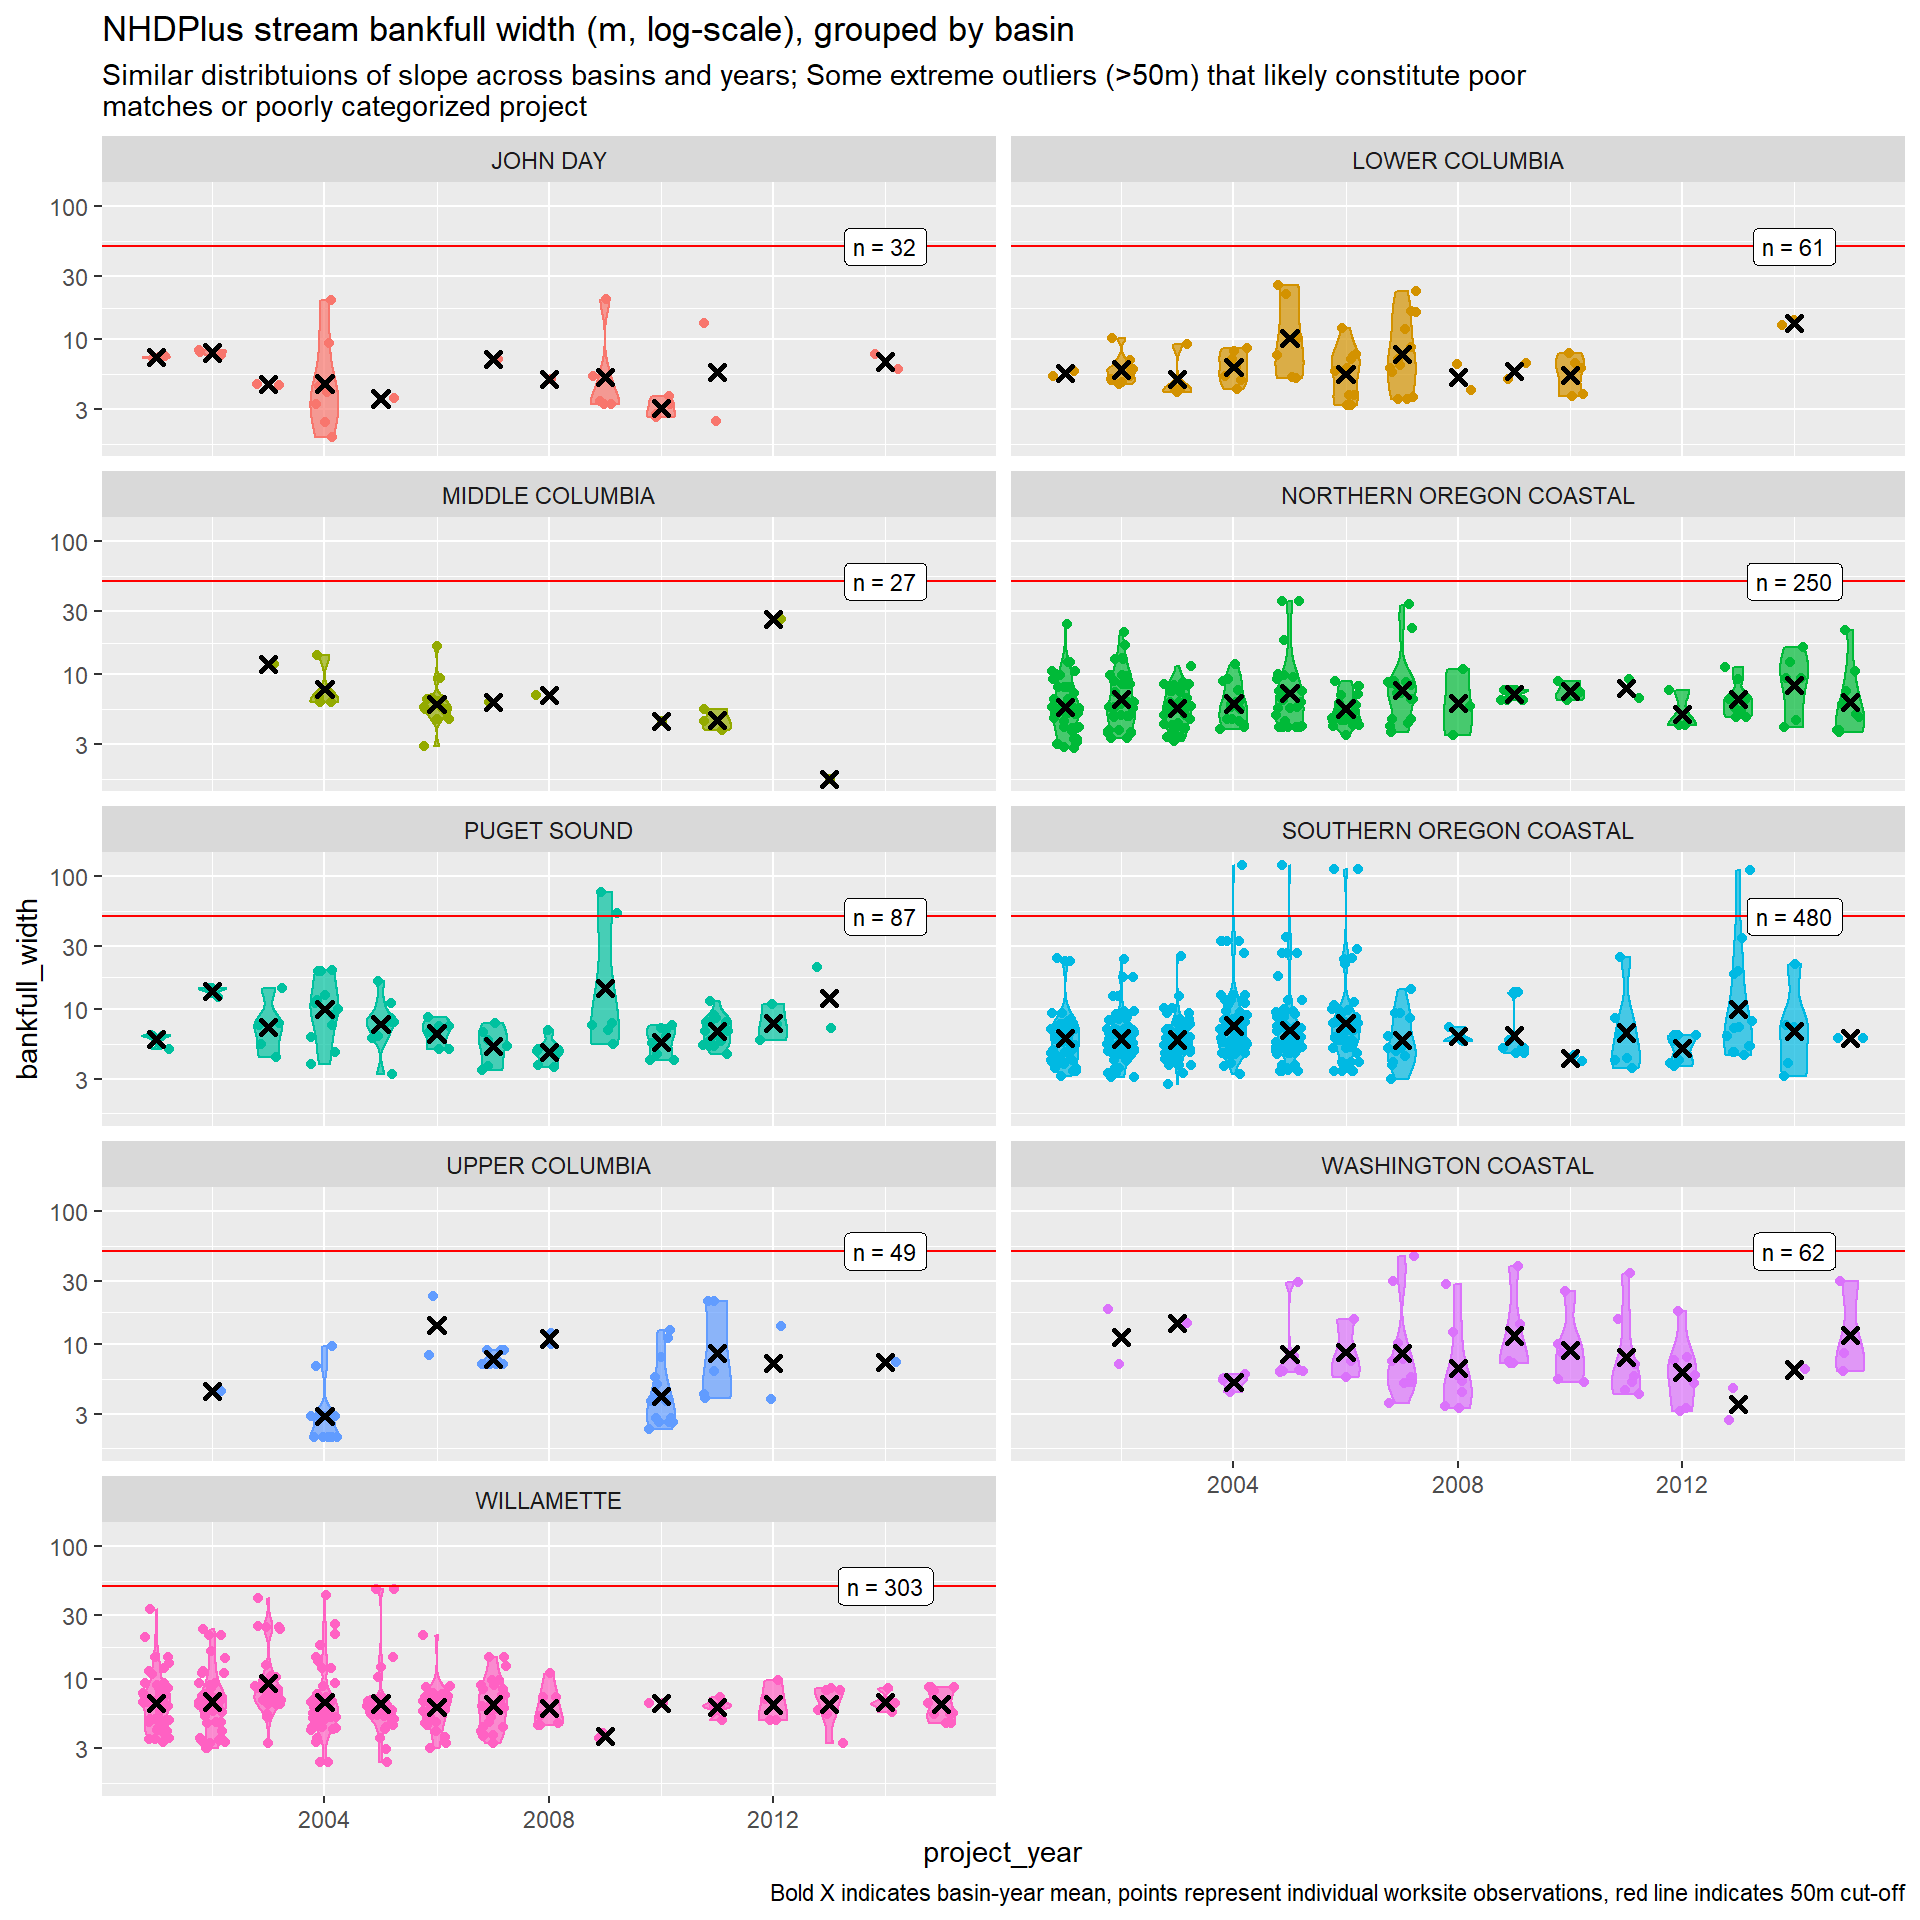 NHDPlus stream bankfull width (m, log-scale), grouped by basin
Similar distribtuions of slope across basins and years; Some extreme outliers (>50m) that likely constitute poor
matches or poorly categorized project
JOHN DAY
LOWER COLUMBIA
100
30
10
3
n = 32
n = 61
MIDDLE COLUMBIA
NORTHERN OREGON COASTAL
100
30
10
3
n = 27
n = 250
PUGET SOUND
SOUTHERN OREGON COASTAL
100
30
10
3
n = 87
n = 480
bankfull_width
UPPER COLUMBIA
WASHINGTON COASTAL
100
30
10
3
n = 49
n = 62
2004
2008
2012
WILLAMETTE
100
30
10
3
n = 303
2004
2008
2012
project_year
Bold X indicates basin-year mean, points represent individual worksite observations, red line indicates 50m cut-off